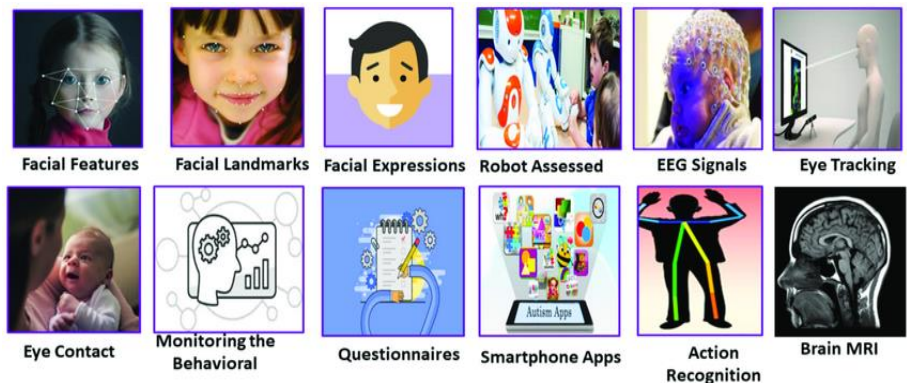 Facial Features
Facial Landmarks
Facial Expressions
Robot Assessed
EEG Signals
Eye Tracking
Autism Apps
Eye Contact
Monitoring the
Behavioral
Questionnaires
Smartphone Apps
Action
Recognition
Brain MRI